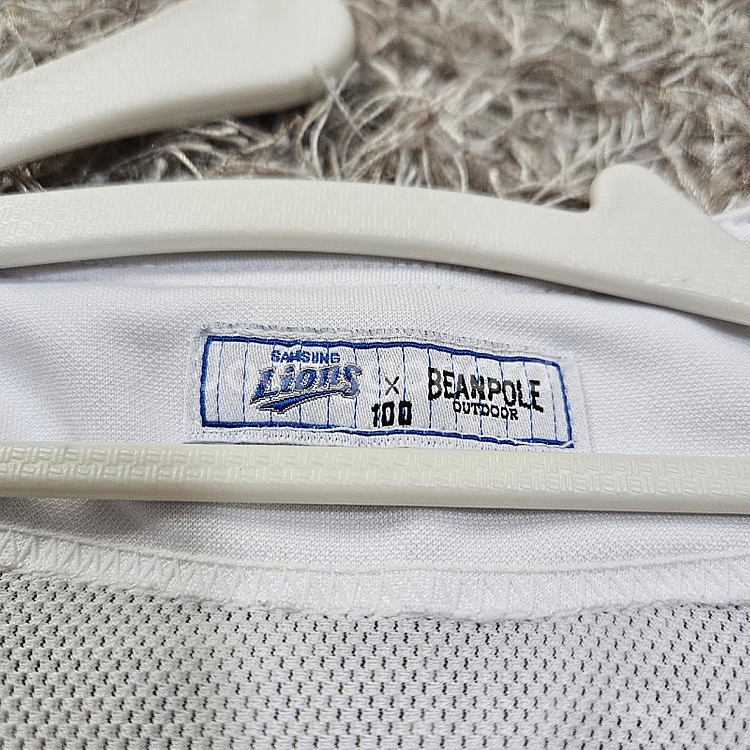 SAMSUNG
Lions
×
100
BEANPOLE
OUTDOOR